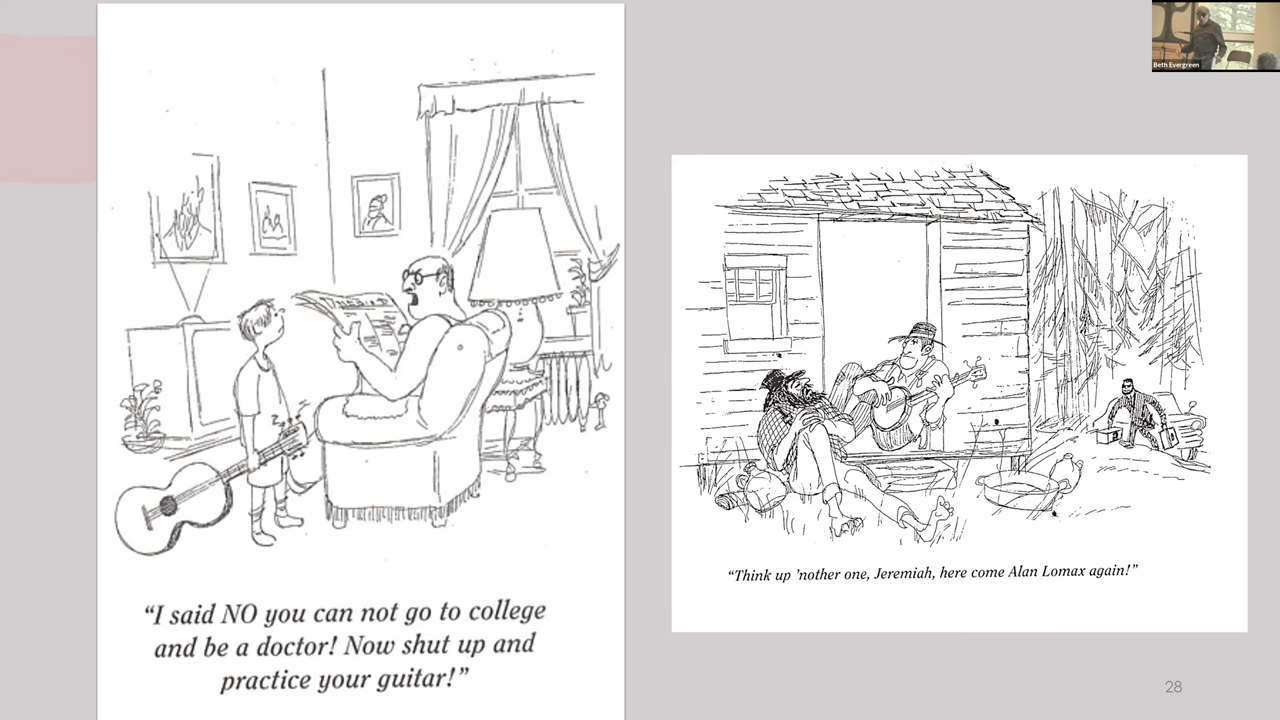 “I said NO you can not go to college
and be a doctor! Now shut up and
practice your guitar!”
“Think up ’nother one, Jeremiah, here come Alan Lomax again!”
Beth Evergreen
28